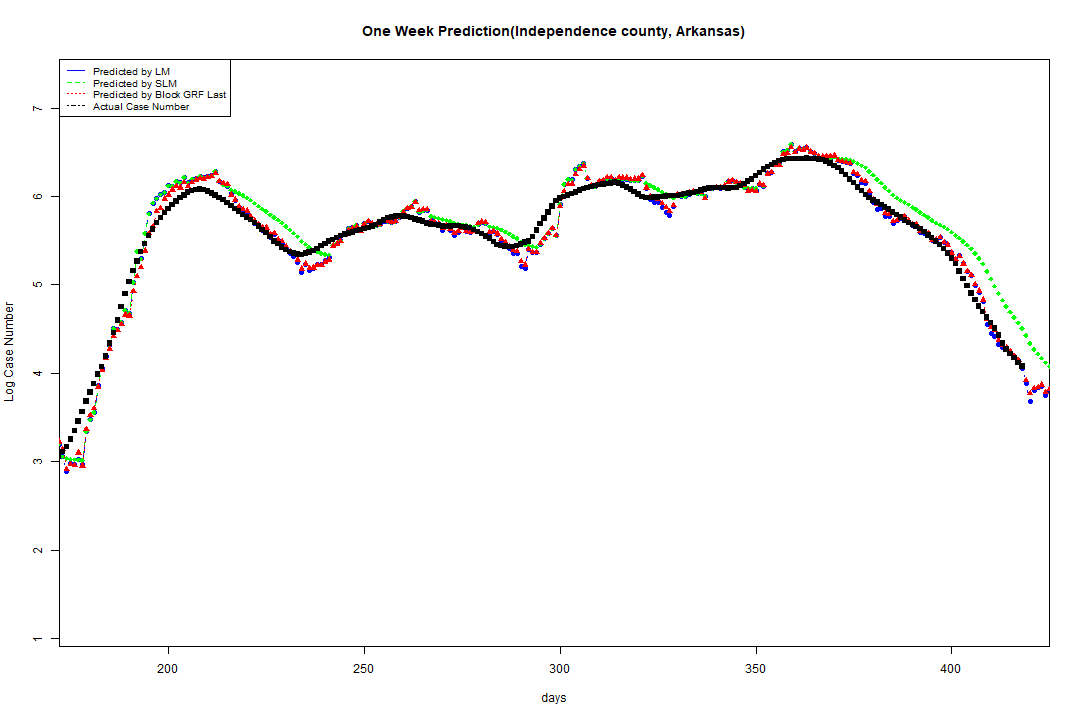 One Week Prediction(Independence county, Arkansas)
Predicted by LM
Predicted by SLM
Predicted by Block GRF Last
Actual Case Number
7
6
5
4
3
2
1
Log Case Number
200 250 300 350 400
days